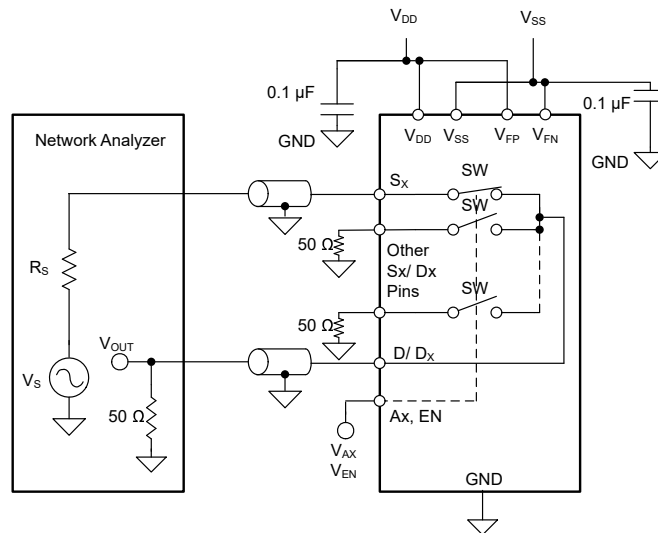 V_DD
V_SS
0.1 µF
0.1 µF
GND
V_DD
V_SS
V_FP
V_FN
GND
Network Analyzer
S_X
SW
SW
50 Ω
Other
Sx/ Dx
Pins
R_S
SW
50 Ω
V_OUT
D/ D_X
V_S
50 Ω
Ax, EN
V_AX
V_EN
GND